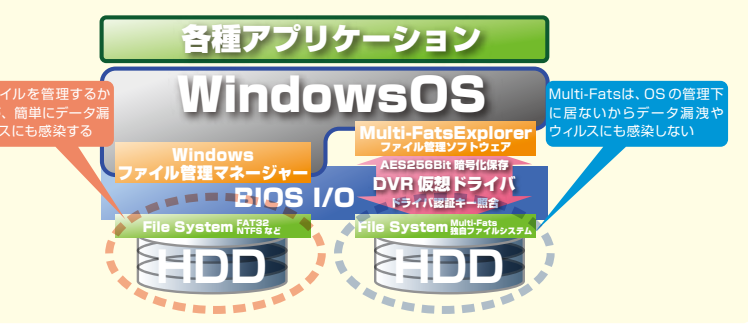 各種アプリケーション
WindowsOS
イルを管理するか
、簡単にデータ漏
スにも感染する
Multi-Fatsは、OSの管理下
に居ないからデータ漏洩や
ウィルスにも感染しない
Multi-FatsExplorer
ファイル管理ソフトウェア
Windows
ファイル管理マネージャー
AES256Bit 暗号化保存
DVR 仮想ドライバ
ドライバ認証キー照合
BIOS I/O
File System FAT32
NTFSなど
File System Multi-Fats
独自ファイルシステム
HDD
HDD